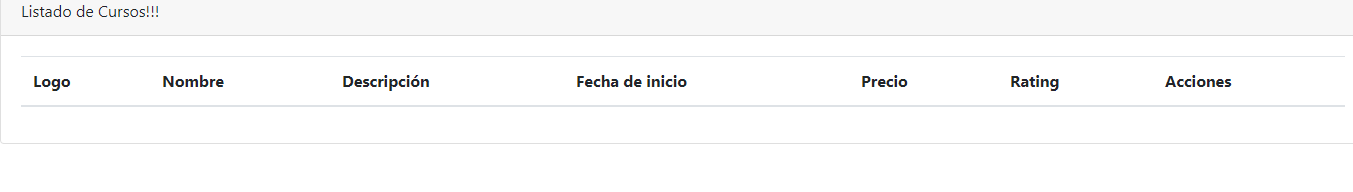 Listado de Cursos!!!
Logo Nombre Descripción Fecha de inicio Precio Rating Acciones